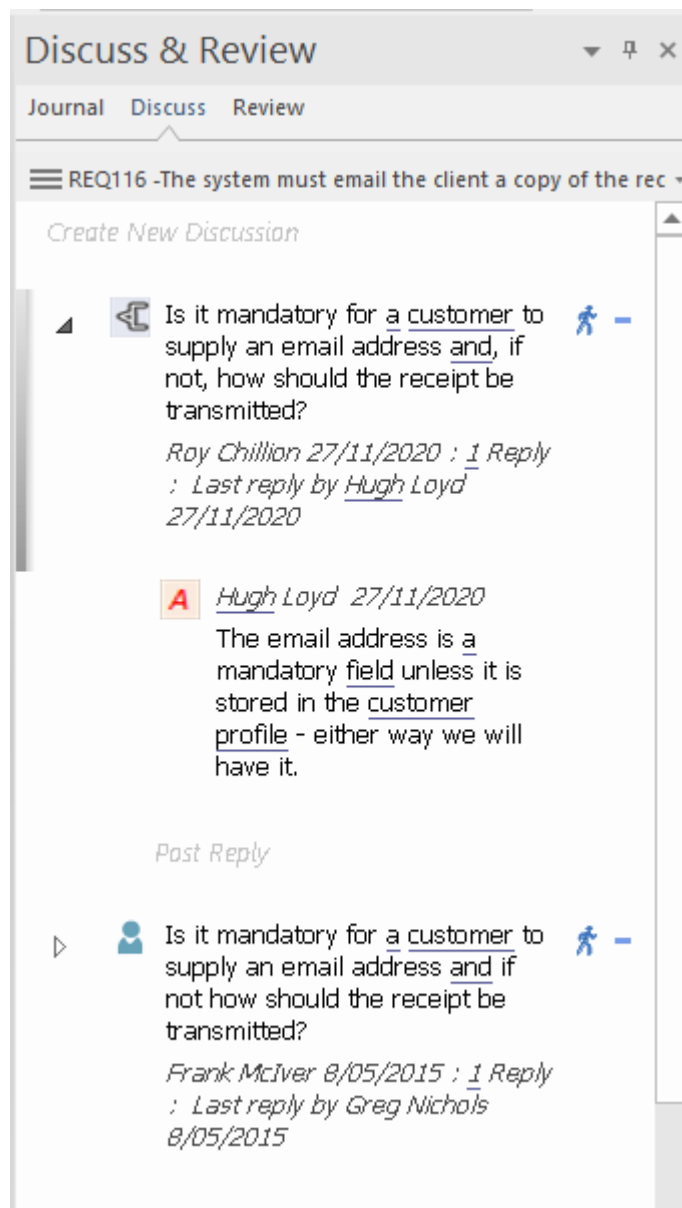 Discuss & Review
Journal Discuss Review
REQ116 -The system must email the client a copy of the rec
Create New Discussion
Is it mandatory for a customer to
supply an email address and, if
not, how should the receipt be
transmitted?
Roy Chillion 27/11/2020 : 1 Reply
: Last reply by Hugh Loyd
27/11/2020
A Hugh Loyd 27/11/2020
The email address is a
mandatory field unless it is
stored in the customer
profile - either way we will
have it.
Post Reply
Is it mandatory for a customer to
supply an email address and if
not how should the receipt be
transmitted?
Frank McIver 8/05/2015 : 1 Reply
: Last reply by Greg Nichols
8/05/2015